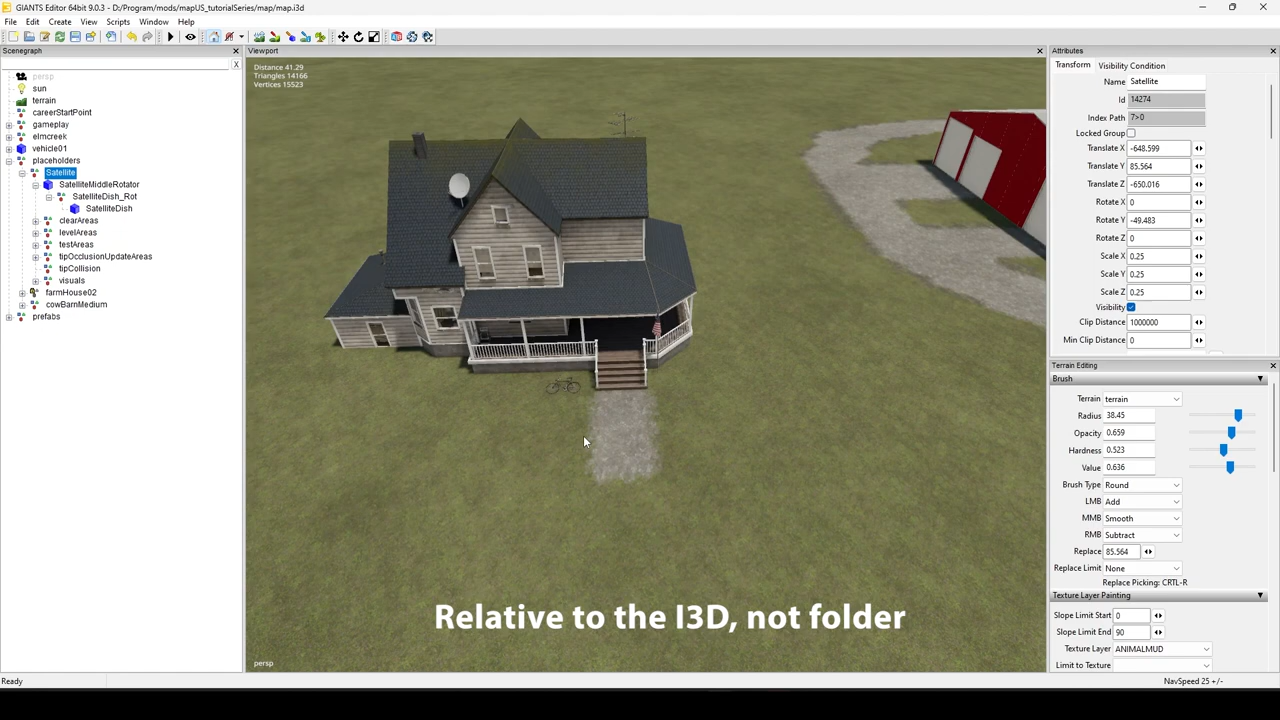 GIANTS Editor 64bit 9.0.3 - D:/Program/mods/mapUS_tutorialSeries/map/map.i3d
File Edit Create View Scripts Window Help
Scenegraph
X
persp
sun
terrain
careerStartPoint
gameplay
elmcreek
vehicle01
placeholders
Satellite
SatelliteMiddleRotator
SatelliteDish_Rot
SatelliteDish
clearAreas
levelAreas
testAreas
tipOcclusionUpdateAreas
tipCollision
visuals
farmHouse02
cowBarnMedium
prefabs
Viewport
Distance 41.29
Triangles 14166
Vertices 15523
Relative to the I3D, not folder
persp
Attributes
Transform Visibility Condition
Name Satellite
Id 14274
Index Path 7>0
Locked Group
Translate X -648.599
Translate Y 85.564
Translate Z -650.016
Rotate X 0
Rotate Y -49.483
Rotate Z 0
Scale X 0.25
Scale Y 0.25
Scale Z 0.25
Visibility
Clip Distance 1000000
Min Clip Distance 0
Terrain Editing
Brush
Terrain terrain
Radius 38.45
Opacity 0.659
Hardness 0.523
Value 0.636
Brush Type Round
LMB Add
MMB Smooth
RMB Subtract
Replace 85.564
Replace Limit None
Replace Picking: CRTL-R
Texture Layer Painting
Slope Limit Start 0
Slope Limit End 90
Texture Layer ANIMALMUD
Limit to Texture
Ready
NavSpeed 25 +/-